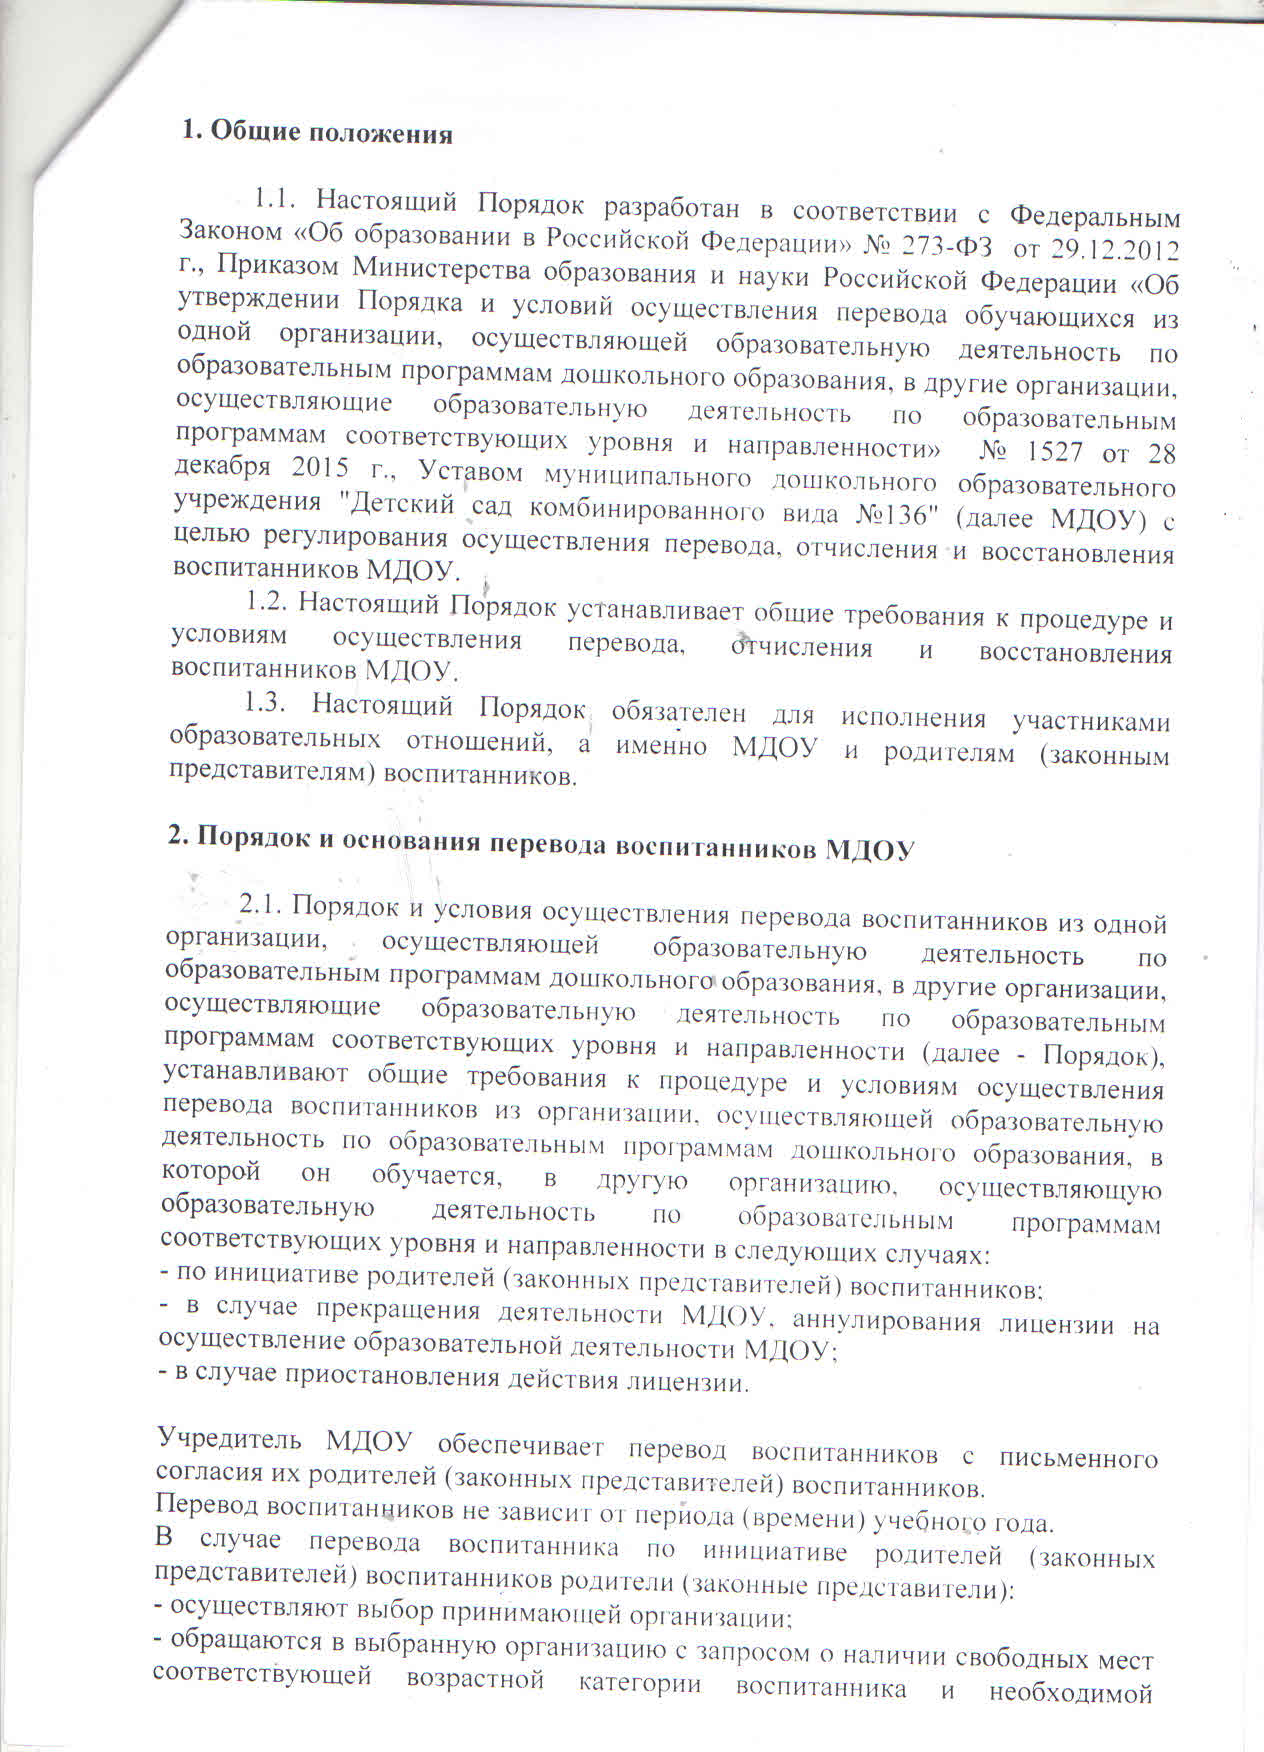 1. Общие положения
1.1. Настоящий Порядок разработан в соответствии с Федеральным
Законом «Об образовании в Российской Федерации» № 273-ФЗ от 29.12.2012
г., Приказом Министерства образования и науки Российской Федерации «Об
утверждении Порядка и условий осуществления перевода обучающихся из
одной организации, осуществляющей образовательную деятельность по
образовательным программам дошкольного образования, в другие организации,
осуществляющие образовательную деятельность по образовательным
программам соответствующих уровня и направленности» № 1527 от 28
декабря 2015 г., Уставом муниципального дошкольного образовательного
учреждения "Детский сад комбинированного вида №136" (далее МДОУ) с
целью регулирования осуществления перевода, отчисления и восстановления
воспитанников МДОУ.
1.2. Настоящий Порядок устанавливает общие требования к процедуре и
условиям осуществления перевода, отчисления и восстановления
воспитанников МДОУ.
1.3. Настоящий Порядок обязателен для исполнения участниками
образовательных отношений, а именно МДОУ и родителям (законным
представителям) воспитанников.
2. Порядок и основания перевода воспитанников МДОУ
2.1. Порядок и условия осуществления перевода воспитанников из одной
организации, осуществляющей образовательную деятельность по
образовательным программам дошкольного образования, в другие организации,
осуществляющие образовательную деятельность по образовательным
программам соответствующих уровня и направленности (далее - Порядок),
устанавливают общие требования к процедуре и условиям осуществления
перевода воспитанников из организации, осуществляющей образовательную
деятельность по образовательным программам дошкольного образования, в
которой он обучается, в другую организацию, осуществляющую
образовательную деятельность по образовательным программам
соответствующих уровня и направленности в следующих случаях:
- по инициативе родителей (законных представителей) воспитанников;
- в случае прекращения деятельности МДОУ, аннулирования лицензии на
осуществление образовательной деятельности МДОУ;
- в случае приостановления действия лицензии.
Учредитель МДОУ обеспечивает перевод воспитанников с письменного
согласия их родителей (законных представителей) воспитанников.
Перевод воспитанников не зависит от периода (времени) учебного года.
В случае перевода воспитанника по инициативе родителей (законных
представителей) воспитанников родители (законные представители):
- осуществляют выбор принимающей организации;
- обращаются в выбранную организацию с запросом о наличии свободных мест
соответствующей возрастной категории воспитанника и необходимой